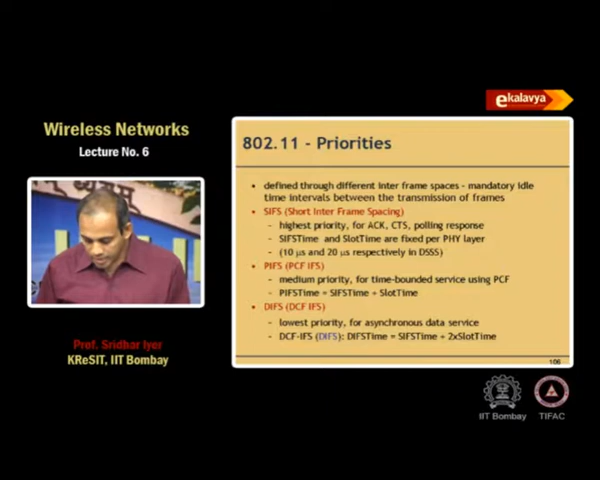 ekalavya
Wireless Networks
Lecture No. 6
802.11 - Priorities
• defined through different inter frame spaces – mandatory idle
time intervals between the transmission of frames
• SIFS (Short Inter Frame Spacing)
– highest priority, for ACK, CTS, polling response
– SIFSTime and SlotTime are fixed per PHY layer
– (10 µs and 20 µs respectively in DSSS)
• PIFS (PCF IFS)
– medium priority, for time-bounded service using PCF
– PIFSTime = SIFSTime + SlotTime
• DIFS (DCF IFS)
– lowest priority, for asynchronous data service
– DCF-IFS (DIFS): DIFSTime = SIFSTime + 2xSlotTime
106
Prof. Sridhar Iyer
KReSIT, IIT Bombay
IIT Bombay
TIFAC